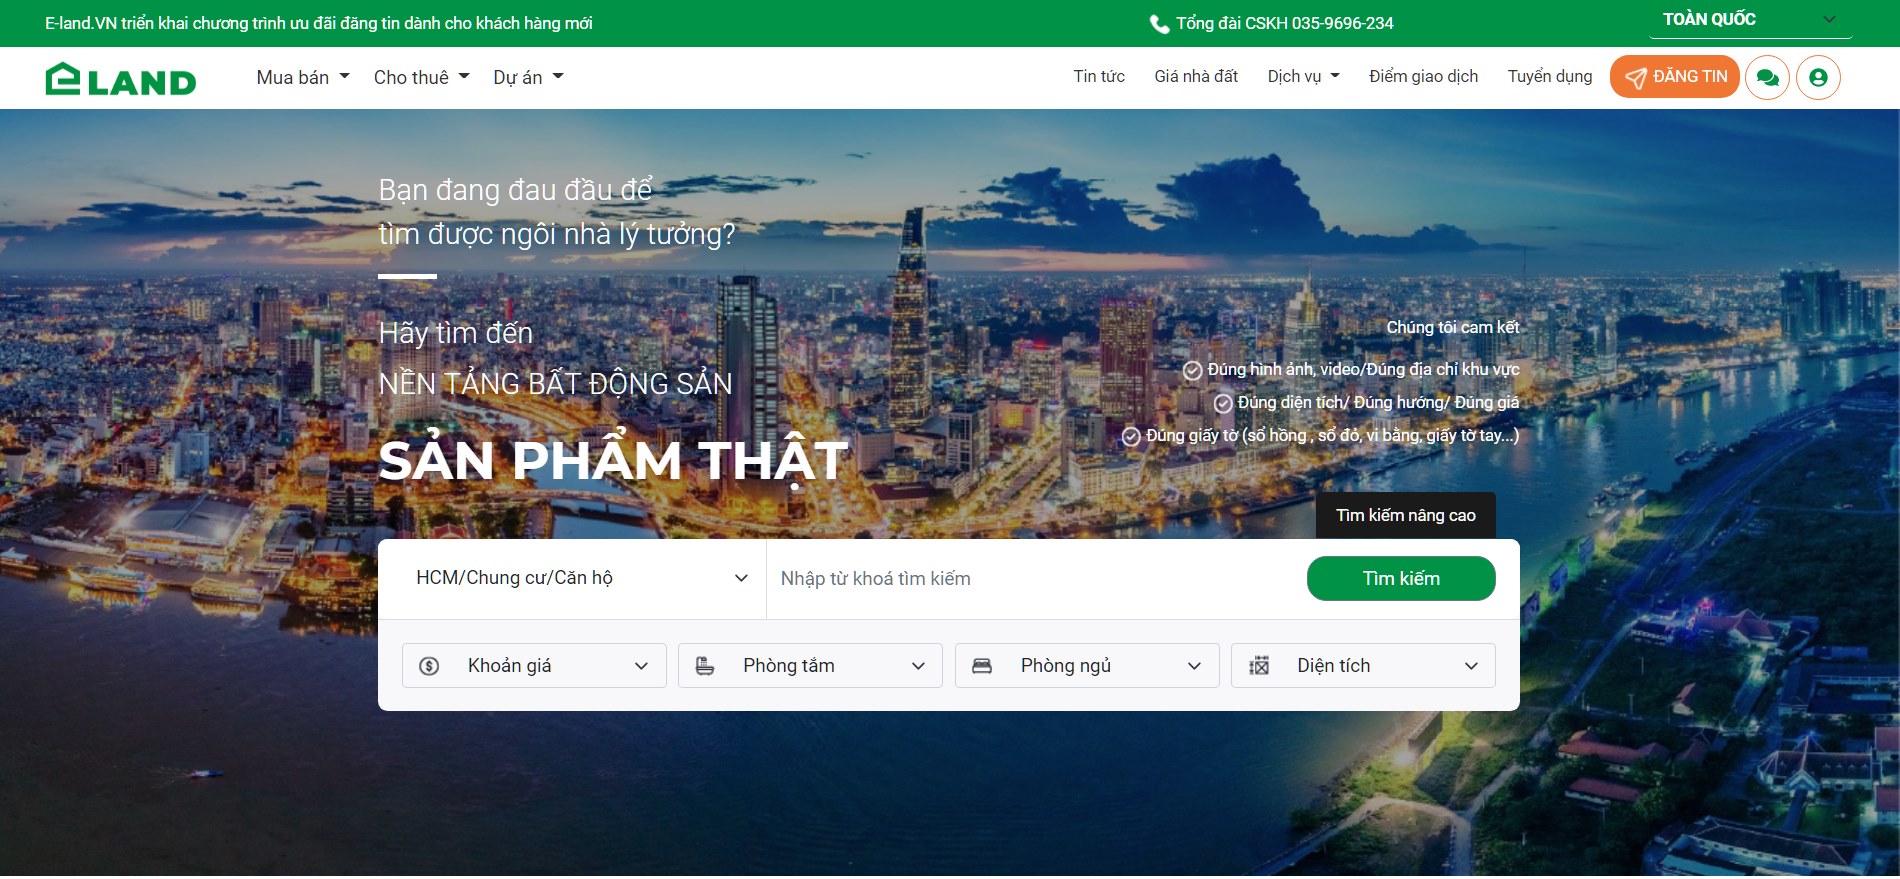 E-land.VN triển khai chương trình ưu đãi đăng tin dành cho khách hàng mới
Tổng đài CSKH 035-9696-234
TOÀN QUỐC
eLAND
Mua bán
Cho thuê
Dự án
Tin tức
Giá nhà đất
Dịch vụ
Điểm giao dịch
Tuyển dụng
ĐĂNG TIN
Bạn đang đau đầu để
tìm được ngôi nhà lý tưởng?
Hãy tìm đến
NỀN TẢNG BẤT ĐỘNG SẢN
SẢN PHẨM THẬT
Chúng tôi cam kết
Đúng hình ảnh, video/Đúng địa chỉ khu vực
Đúng diện tích/ Đúng hướng/ Đúng giá
Đúng giấy tờ (sổ hồng , sổ đỏ, vi bằng, giấy tờ tay...)
Tìm kiếm nâng cao
HCM/Chung cư/Căn hộ
Nhập từ khoá tìm kiếm
Tìm kiếm
Khoản giá
Phòng tắm
Phòng ngủ
Diện tích